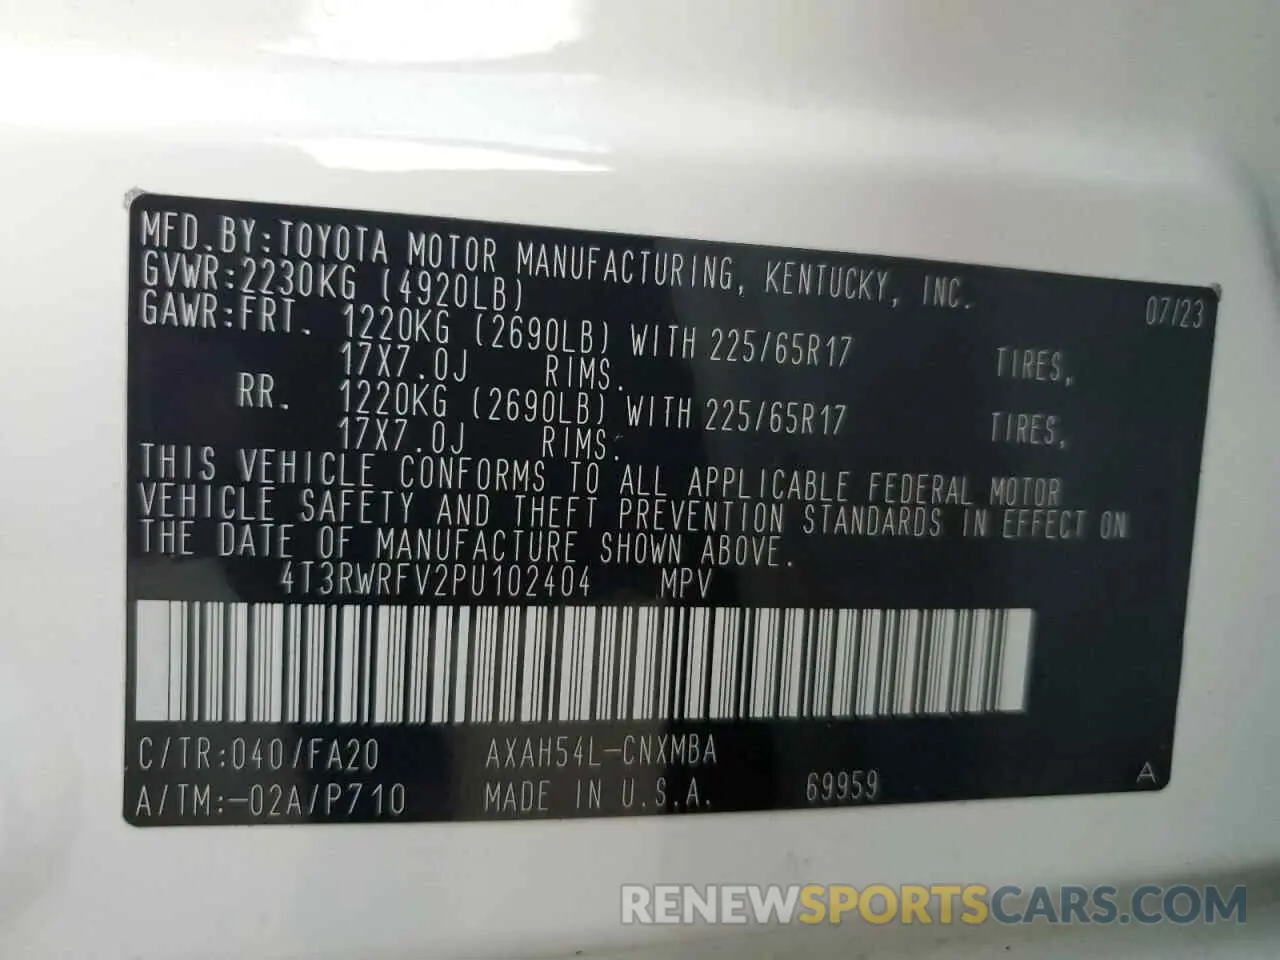 MFD.BY:TOYOTA MOTOR MANUFACTURING, KENTUCKY, INC. 07/23
GVWR:2230KG (4920LB)
GAWR:FRT. 1220KG (2690LB) WITH 225/65R17 TIRES,
17X7.0J RIMS.
RR. 1220KG (2690LB) WITH 225/65R17 TIRES,
17X7.0J RIMS.
THIS VEHICLE CONFORMS TO ALL APPLICABLE FEDERAL MOTOR
VEHICLE SAFETY AND THEFT PREVENTION STANDARDS IN EFFECT ON
THE DATE OF MANUFACTURE SHOWN ABOVE.
4T3RWRFV2PU102404 MPV
C/TR:040/FA20 AXAH54L-CNXMBA
A/TM:-02A/P710 MADE IN U.S.A. 69959 A
RENEWSPORTSCARS.COM